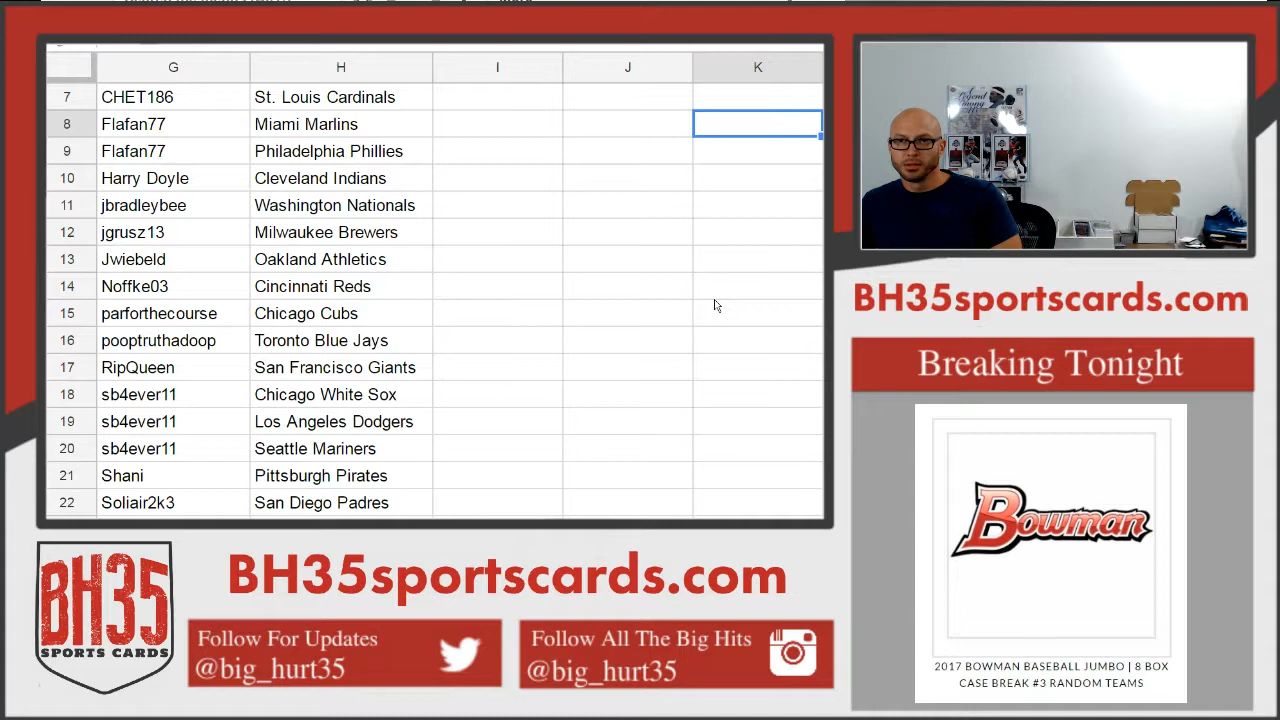 G H I J K
7 CHET186 St. Louis Cardinals
8 Flafan77 Miami Marlins
9 Flafan77 Philadelphia Phillies
10 Harry Doyle Cleveland Indians
11 jbradleybee Washington Nationals
12 jgrusz13 Milwaukee Brewers
13 Jwiebeld Oakland Athletics
14 Noffke03 Cincinnati Reds
15 parforthecourse Chicago Cubs
16 pooptruthadoop Toronto Blue Jays
17 RipQueen San Francisco Giants
18 sb4ever11 Chicago White Sox
19 sb4ever11 Los Angeles Dodgers
20 sb4ever11 Seattle Mariners
21 Shani Pittsburgh Pirates
22 Soliair2k3 San Diego Padres
Legend
Among
BH35sportscards.com
Breaking Tonight
Bowman
2017 BOWMAN BASEBALL JUMBO | 8 BOX
CASE BREAK #3 RANDOM TEAMS
BH35
SPORTS CARDS
BH35sportscards.com
Follow For Updates
@big_hurt35
Follow All The Big Hits
@big_hurt35